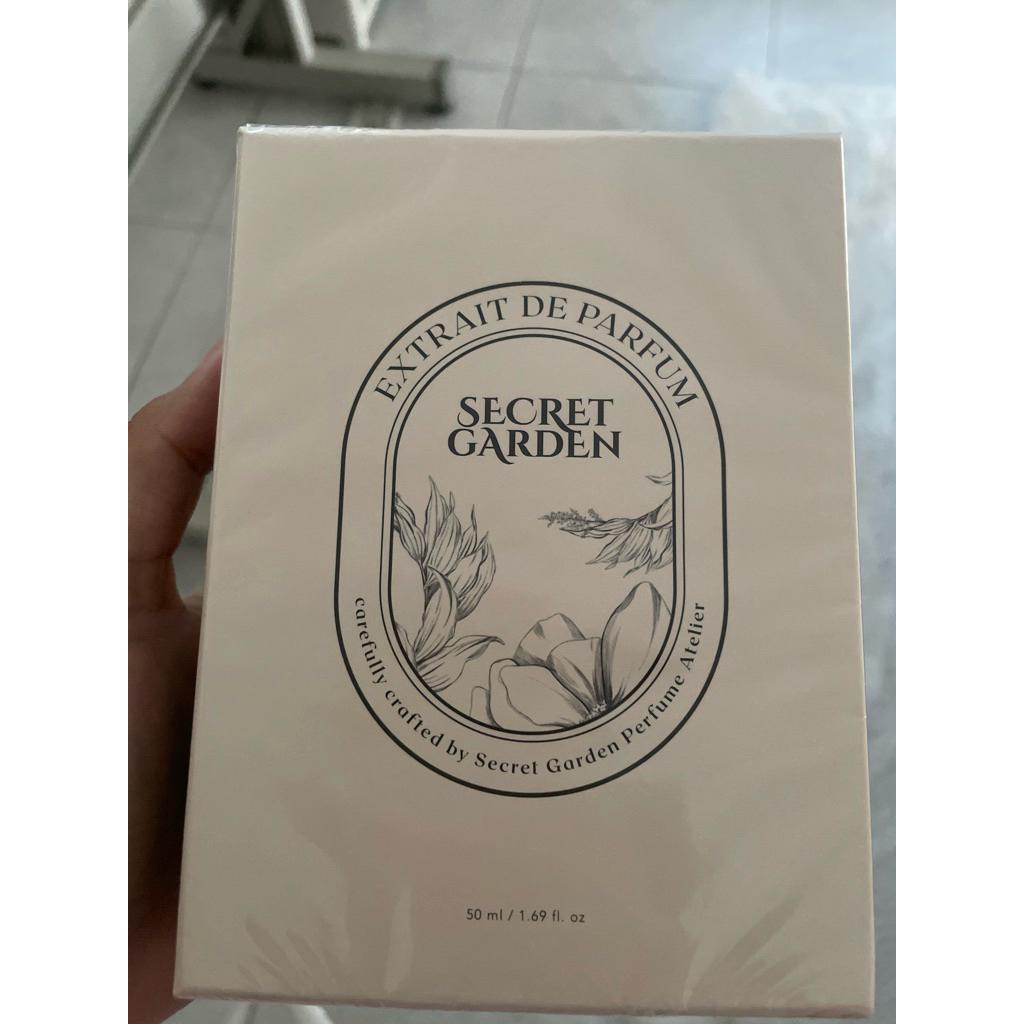 EXTRAIT DE PARFUM
SECRET
GARDEN
carefully crafted by Secret Garden Perfume Atelier
50 ml / 1.69 fl. oz